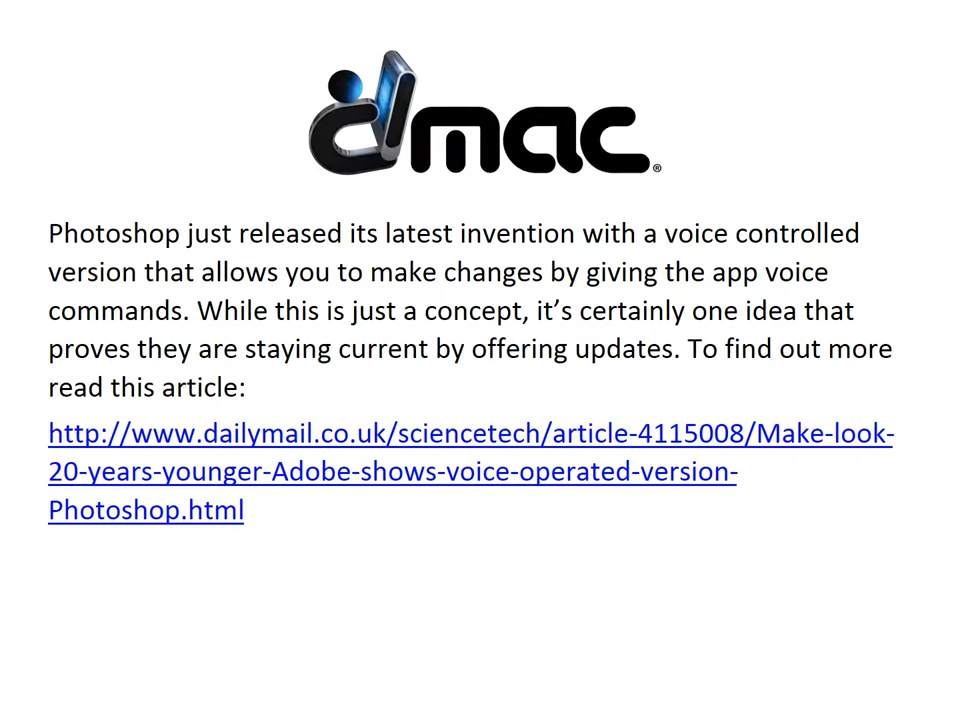 dmac®
Photoshop just released its latest invention with a voice controlled
version that allows you to make changes by giving the app voice
commands. While this is just a concept, it’s certainly one idea that
proves they are staying current by offering updates. To find out more
read this article:
http://www.dailymail.co.uk/sciencetech/article-4115008/Make-look-
20-years-younger-Adobe-shows-voice-operated-version-
Photoshop.html